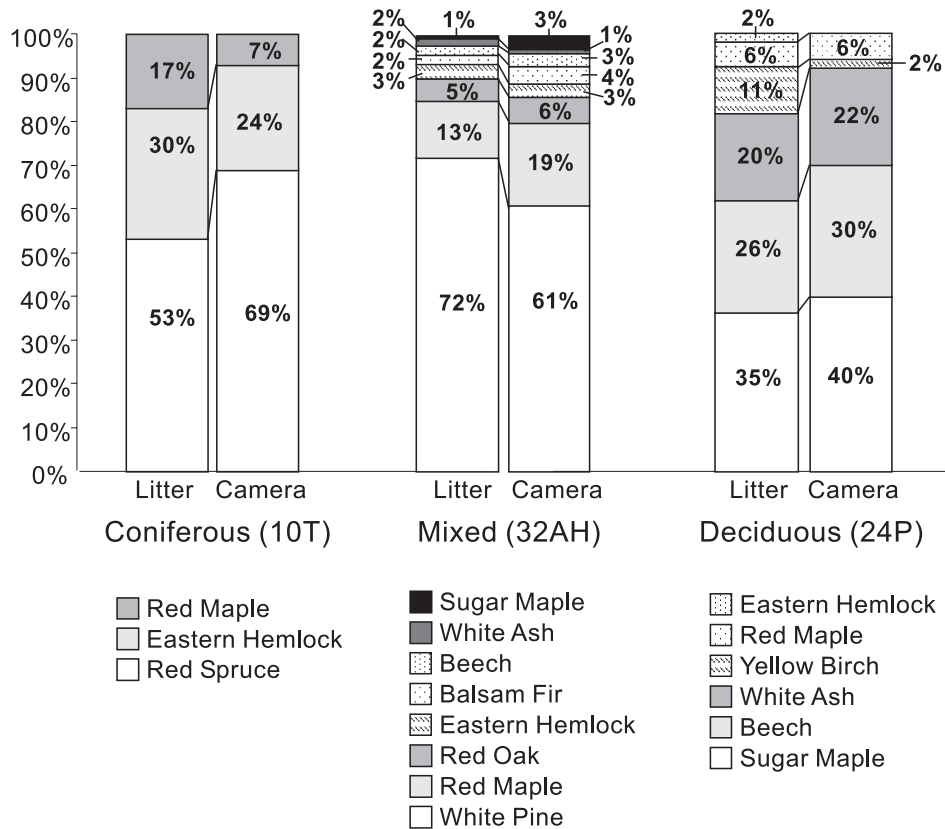 2% 1% 3%
100% 2% 1% 2%
7% 2% 3% 6% 6%
90% 17% 2% 4% 2%
3% 3% 11%
80% 5% 6% 22%
24% 13%
70% 30% 19% 20%
60%
26% 30%
50%
40%
53% 69% 72% 61% 35% 40%
30%
20%
10%
0%
Litter Camera Litter Camera Litter Camera
Coniferous (10T) Mixed (32AH) Deciduous (24P)
Red Maple
Eastern Hemlock
Red Spruce
Sugar Maple
White Ash
Beech
Balsam Fir
Eastern Hemlock
Red Oak
Red Maple
White Pine
Eastern Hemlock
Red Maple
Yellow Birch
White Ash
Beech
Sugar Maple